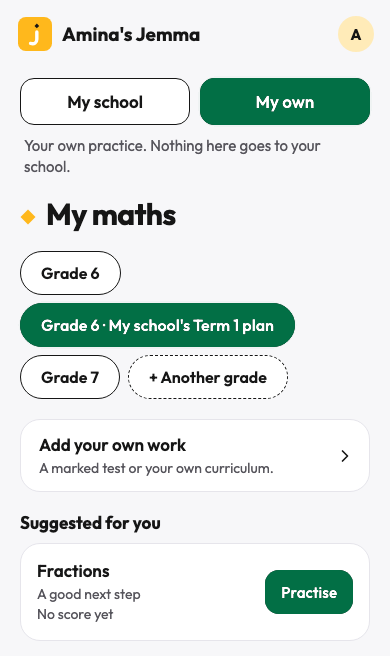 j
Amina's Jemma
A
My school
My own
Your own practice. Nothing here goes to your
school.
My maths
Grade 6
Grade 6 · My school's Term 1 plan
Grade 7
+ Another grade
Add your own work
A marked test or your own curriculum.
Suggested for you
Fractions
A good next step
No score yet
Practise